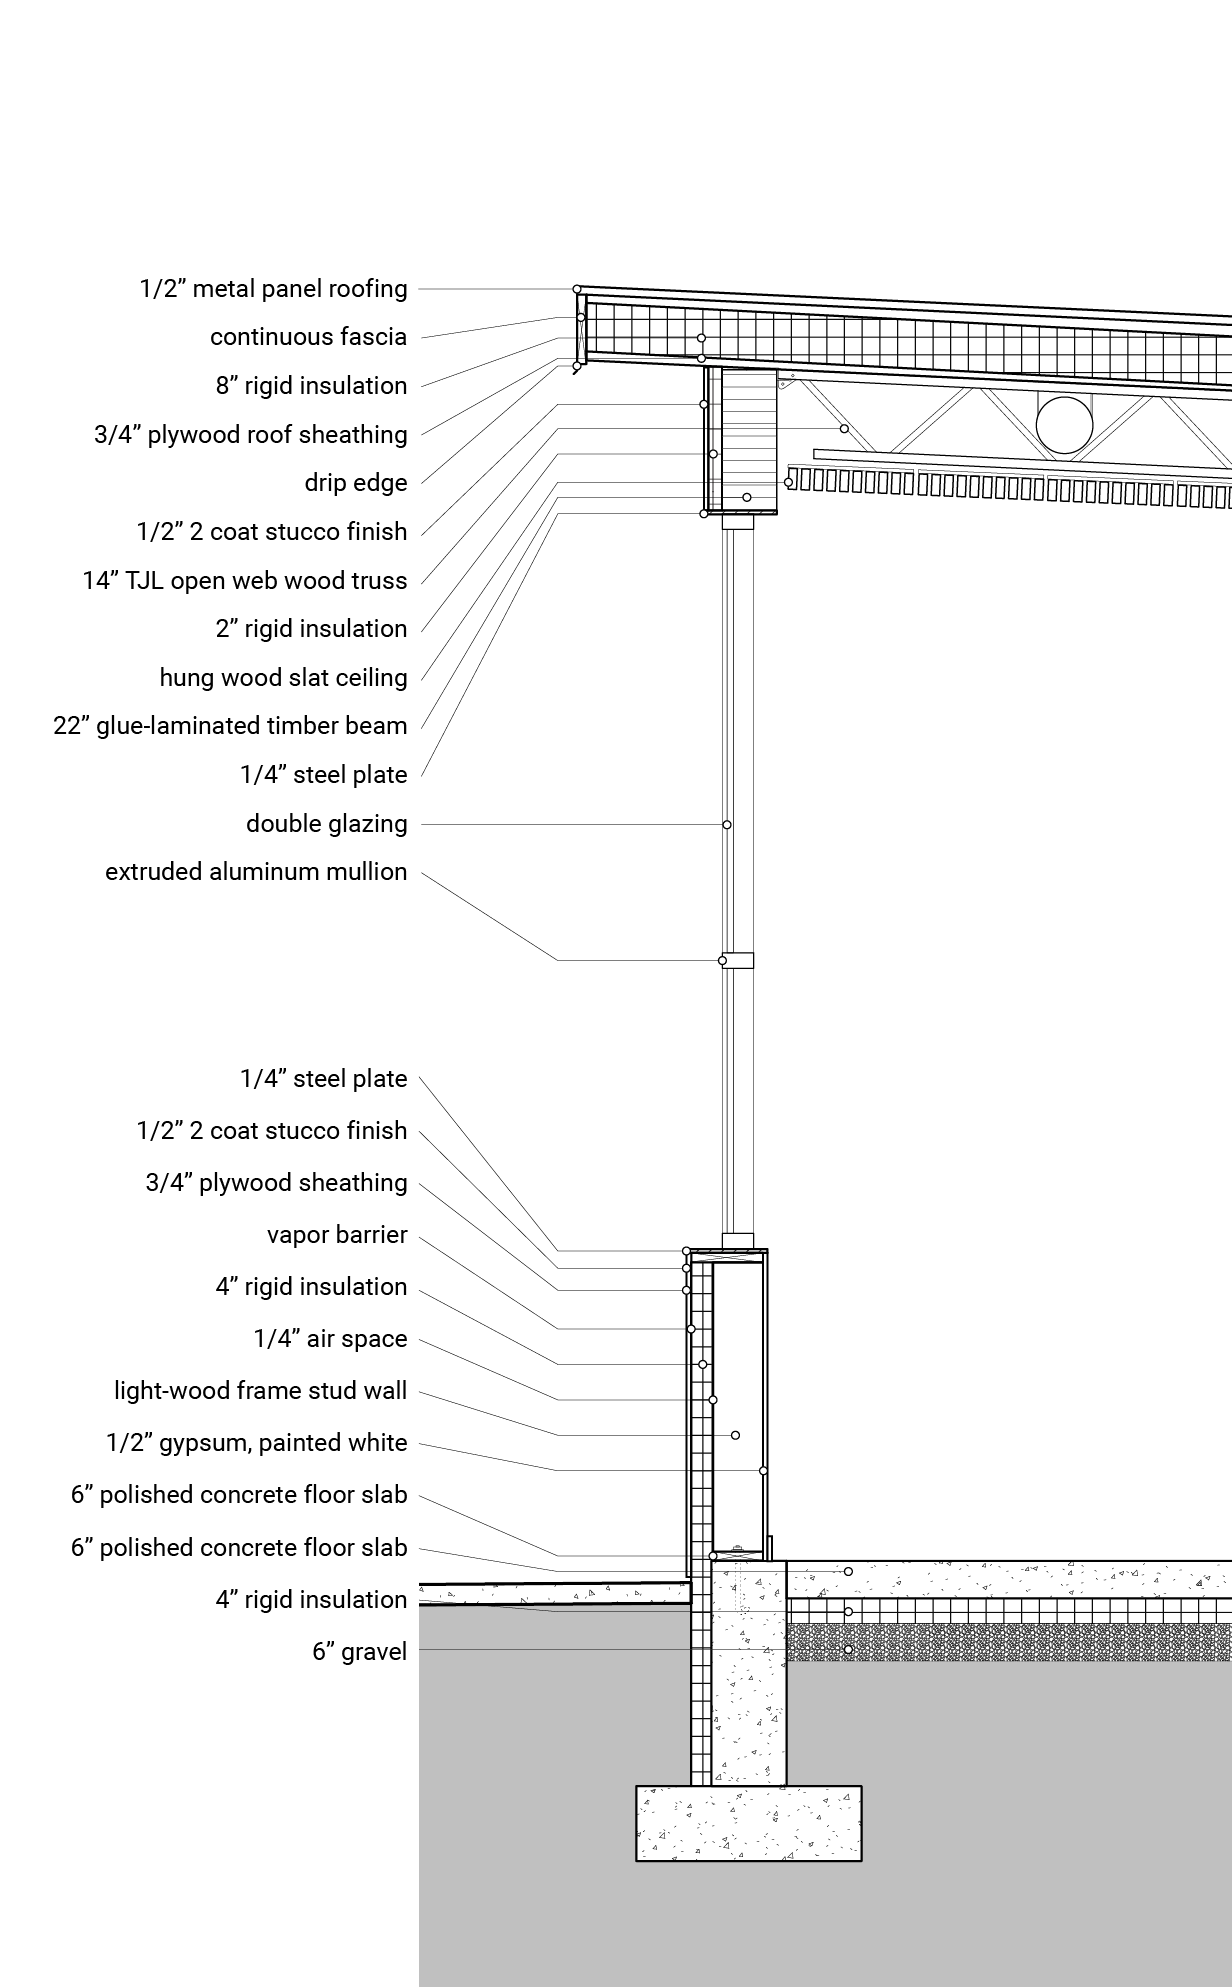 1/2” metal panel roofing
continuous fascia
8” rigid insulation
3/4” plywood roof sheathing
drip edge
1/2” 2 coat stucco finish
14” TJL open web wood truss
2” rigid insulation
hung wood slat ceiling
22” glue-laminated timber beam
1/4” steel plate
double glazing
extruded aluminum mullion
1/4” steel plate
1/2” 2 coat stucco finish
3/4” plywood sheathing
vapor barrier
4” rigid insulation
1/4” air space
light-wood frame stud wall
1/2” gypsum, painted white
6” polished concrete floor slab
6” polished concrete floor slab
4” rigid insulation
6” gravel